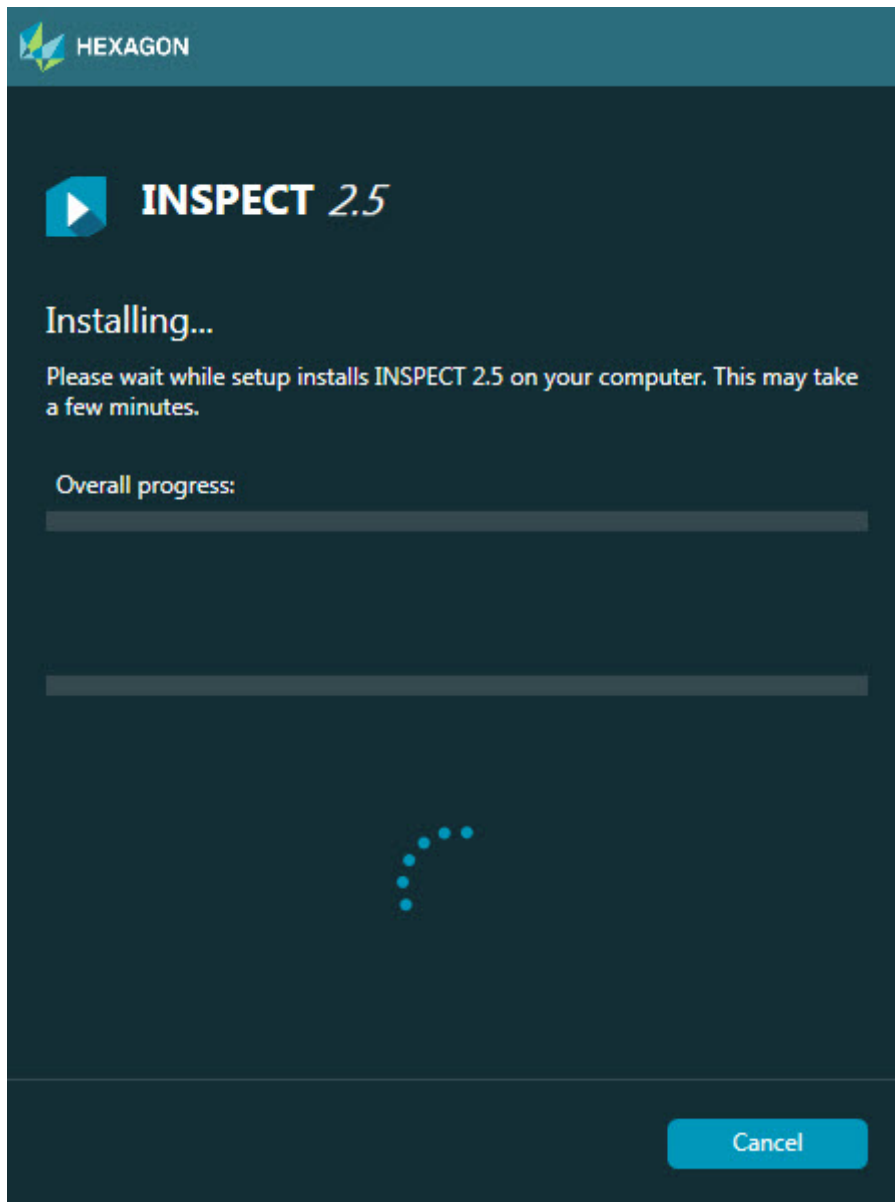 HEXAGON
INSPECT 2.5
Installing...
Please wait while setup installs INSPECT 2.5 on your computer. This may take
a few minutes.
Overall progress:
Cancel